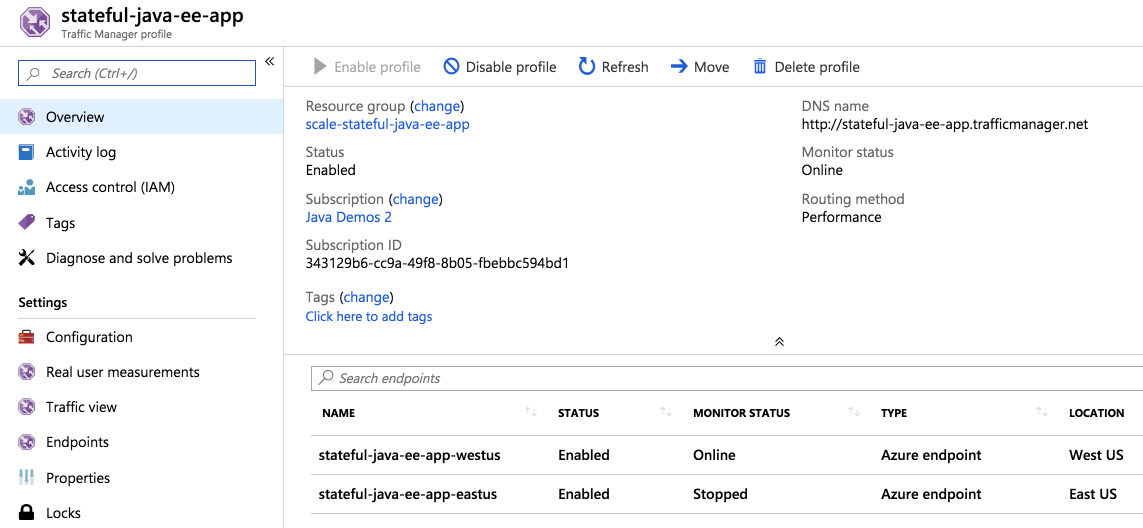 stateful-java-ee-app
Traffic Manager profile
Search (Ctrl+/)
Overview
Activity log
Access control (IAM)
Tags
Diagnose and solve problems
Settings
Configuration
Real user measurements
Traffic view
Endpoints
Properties
Locks
Enable profile Disable profile Refresh Move Delete profile
Resource group (change)
scale-stateful-java-ee-app
Status
Enabled
Subscription (change)
Java Demos 2
Subscription ID
343129b6-cc9a-49f8-8b05-fbebbc594bd1
Tags (change)
Click here to add tags
DNS name
http://stateful-java-ee-app.trafficmanager.net
Monitor status
Online
Routing method
Performance
Search endpoints
NAME STATUS MONITOR STATUS TYPE LOCATION
stateful-java-ee-app-westus Enabled Online Azure endpoint West US
stateful-java-ee-app-eastus Enabled Stopped Azure endpoint East US